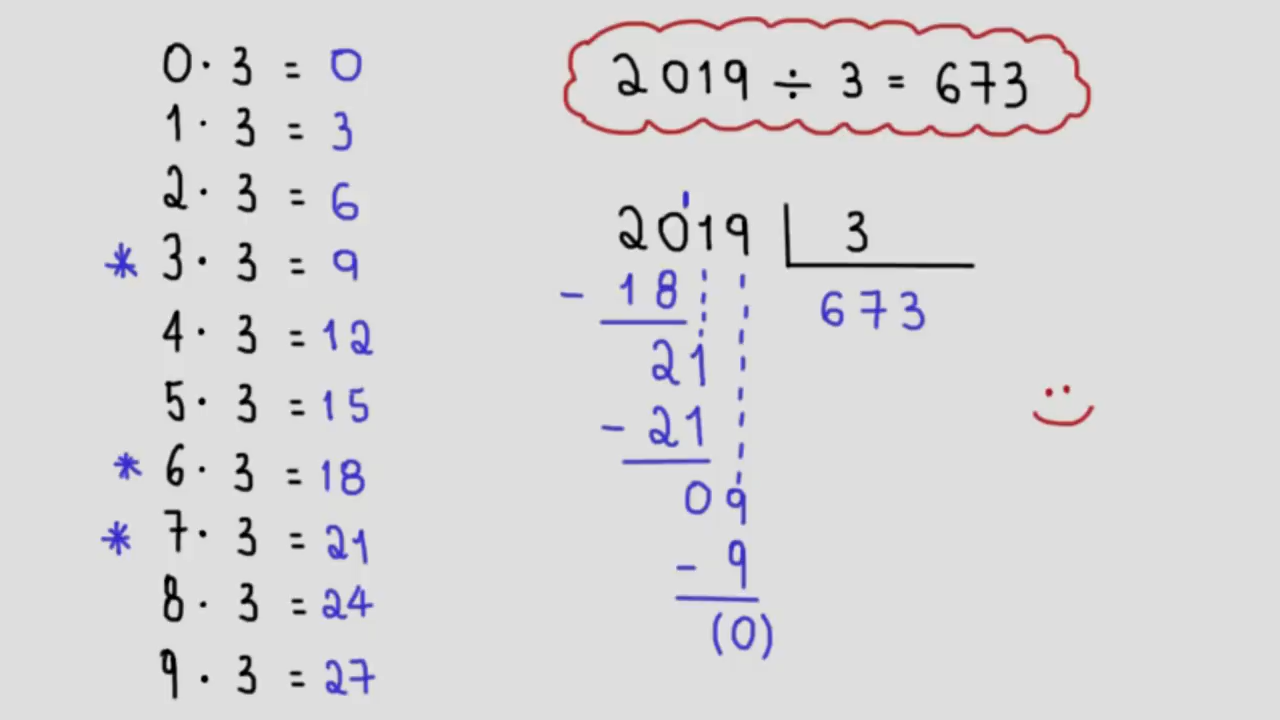 0 · 3 = 0
1 · 3 = 3
2 · 3 = 6
* 3 · 3 = 9
4 · 3 = 12
5 · 3 = 15
* 6 · 3 = 18
* 7 · 3 = 21
8 · 3 = 24
9 · 3 = 27
2019 ÷ 3 = 673
20'19 | 3
- 18 673
21
- 21
09
- 9
(0)